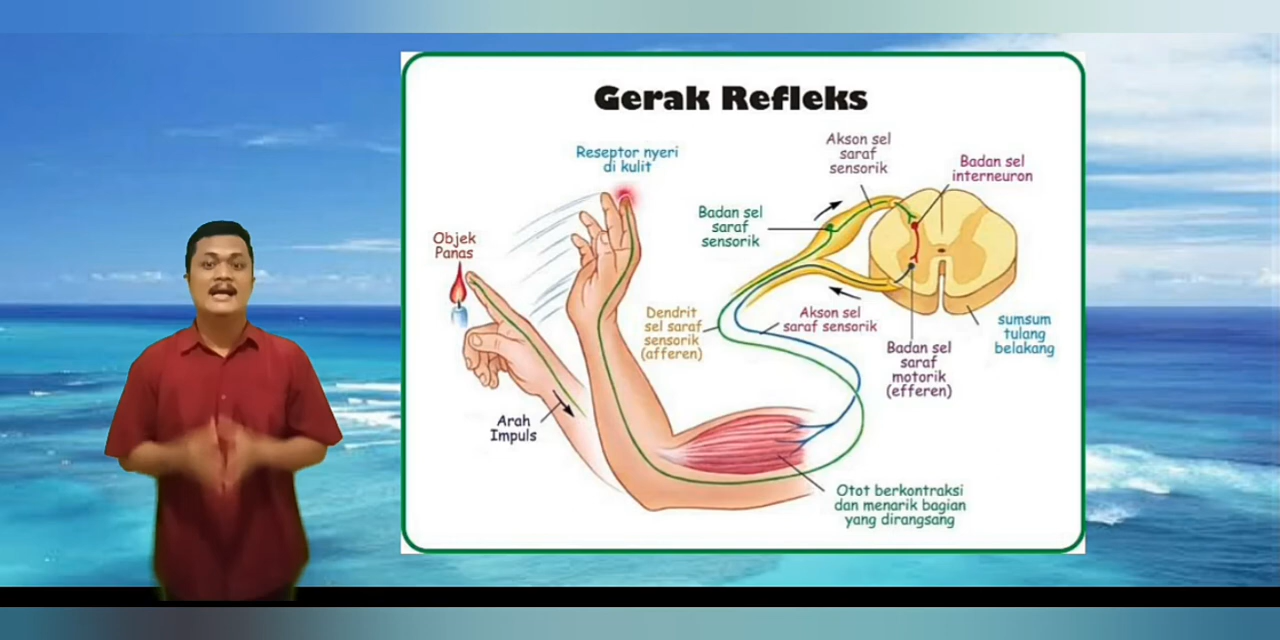 Gerak Refleks
Reseptor nyeri
di kulit
Akson sel
saraf
sensorik
Badan sel
interneuron
Badan sel
saraf
sensorik
Objek
Panas
Dendrit
sel saraf
sensorik
(afferen)
Akson sel
saraf sensorik
sumsum
tulang
belakang
Badan sel
saraf
motorik
(efferen)
Arah
Impuls
Otot berkontraksi
dan menarik bagian
yang dirangsang